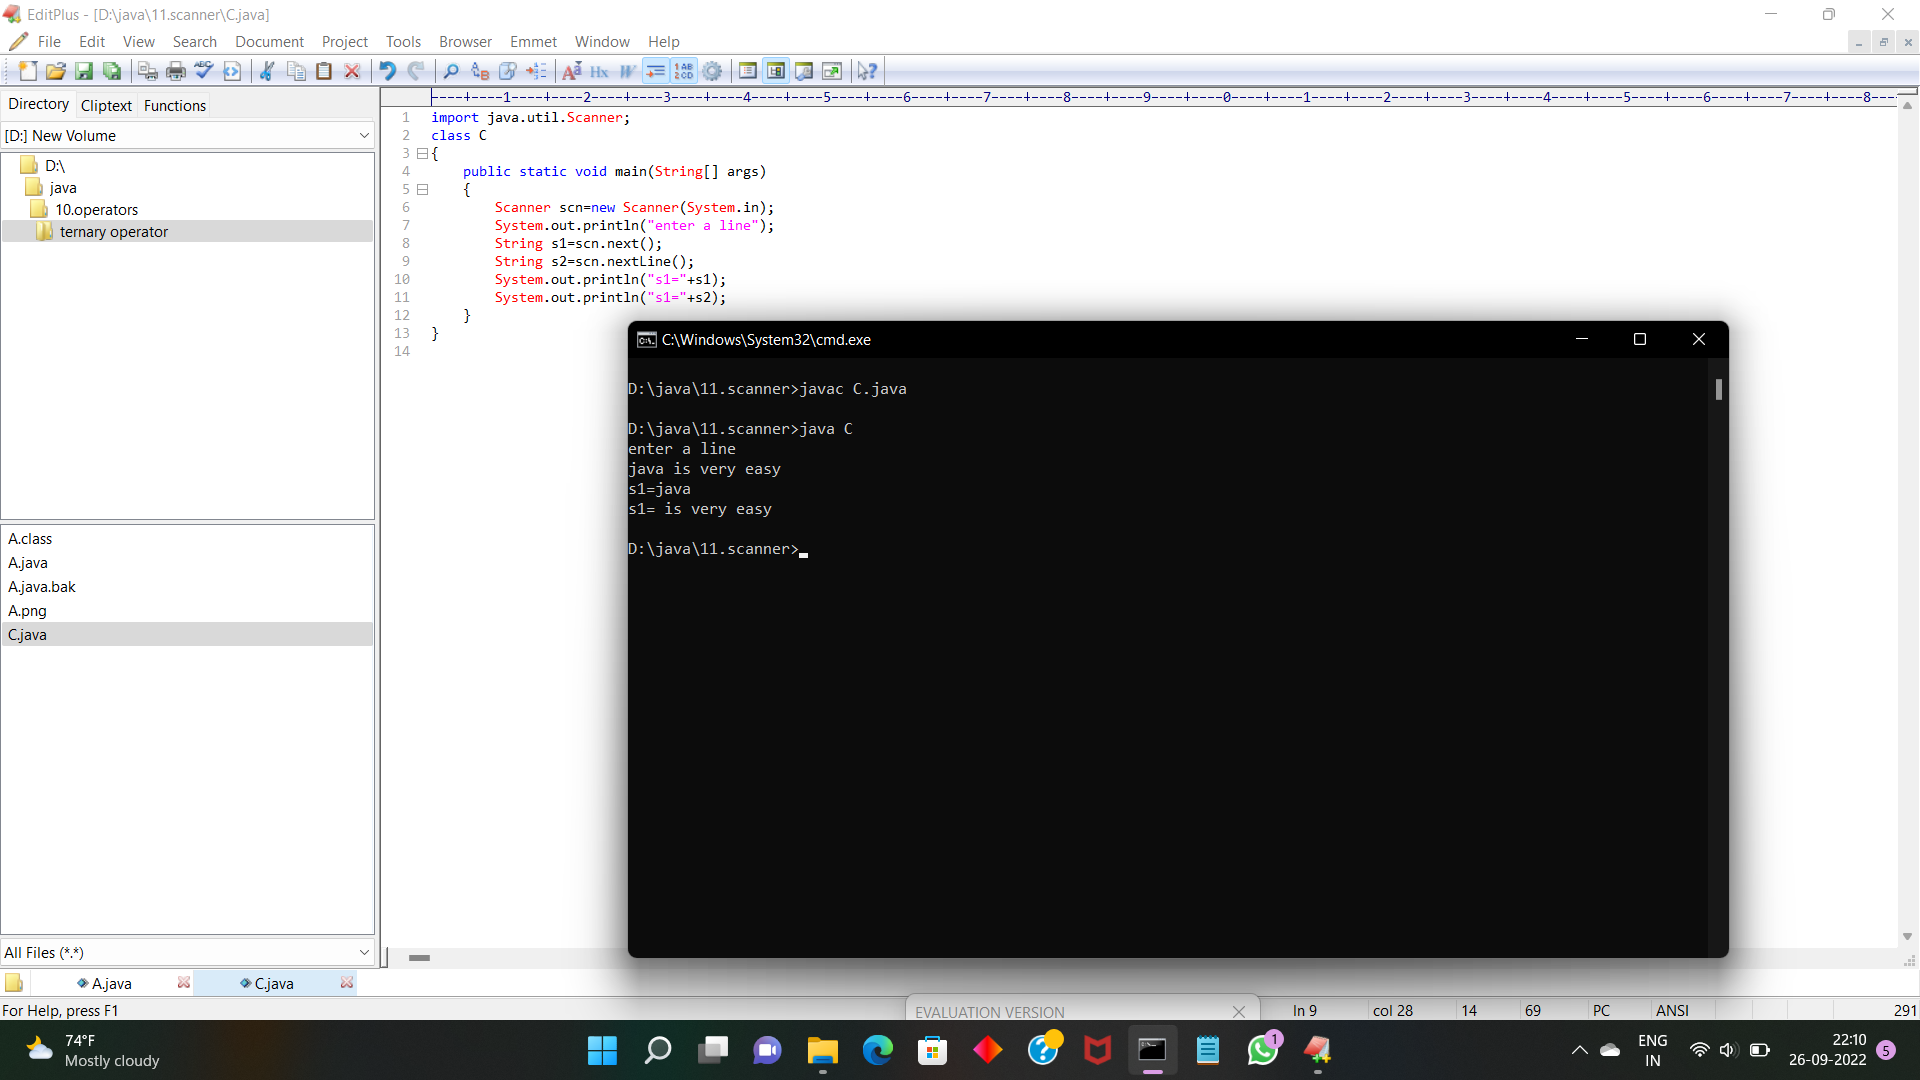 EditPlus - [D:\java\11.scanner\C.java]
File Edit View Search Document Project Tools Browser Emmet Window Help
Directory Cliptext Functions
[D:] New Volume
D:\
java
10.operators
ternary operator
A.class
A.java
A.java.bak
A.png
C.java
All Files (*.*)
----+----1----+----2----+----3----+----4----+----5----+----6----+----7----+----8----+----9----+----0----+----1----+----2----+----3----+----4----+----5----+----6----+----7----+----8----
1 import java.util.Scanner;
2 class C
3 {
4 public static void main(String[] args)
5 {
6 Scanner scn=new Scanner(System.in);
7 System.out.println("enter a line");
8 String s1=scn.next();
9 String s2=scn.nextLine();
10 System.out.println("s1="+s1);
11 System.out.println("s1="+s2);
12 }
13 }
14
C:\Windows\System32\cmd.exe
D:\java\11.scanner>javac C.java
D:\java\11.scanner>java C
enter a line
java is very easy
s1=java
s1= is very easy
D:\java\11.scanner>
A.java C.java
For Help, press F1
EVALUATION VERSION
ln 9 col 28 14 69 PC ANSI 291
74°F
Mostly cloudy
1
ENG
IN
22:10
26-09-2022
5